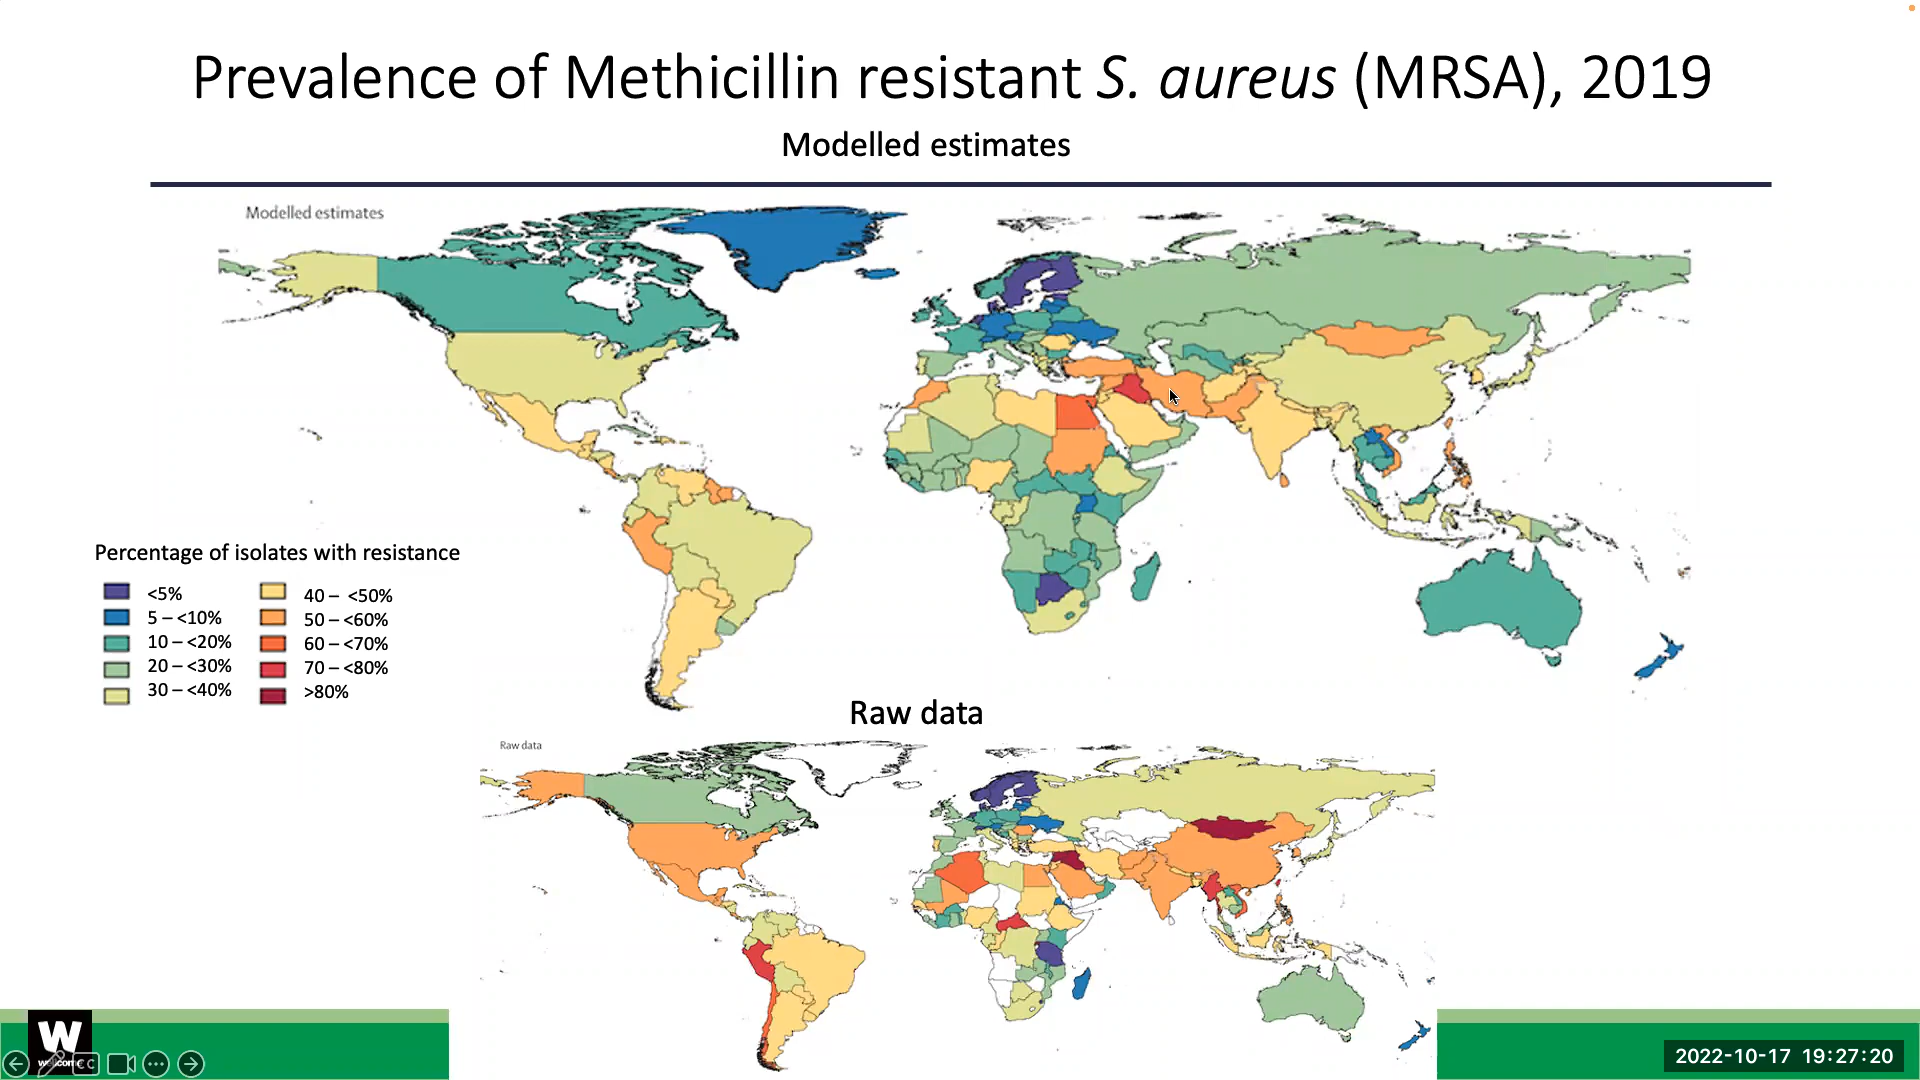 Prevalence of Methicillin resistant S. aureus (MRSA), 2019
Modelled estimates
Modelled estimates
Percentage of isolates with resistance
<5%
5 – <10%
10 – <20%
20 – <30%
30 – <40%
40 – <50%
50 – <60%
60 – <70%
70 – <80%
>80%
Raw data
Raw data
W
CC
2022-10-17 19:27:20